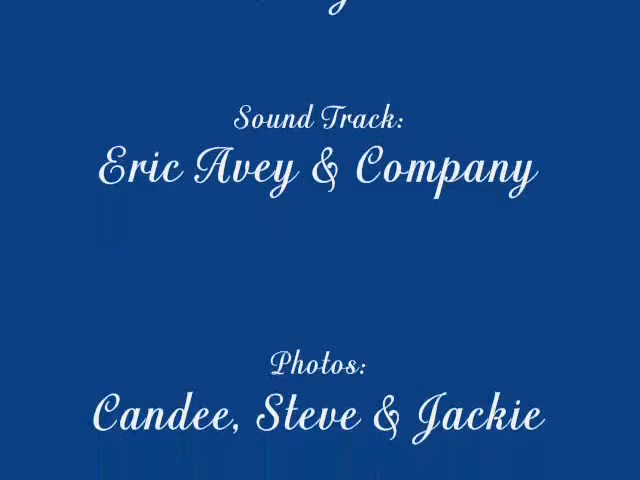 Sound Track:
Eric Avey & Company
Photos:
Candee, Steve & Jackie